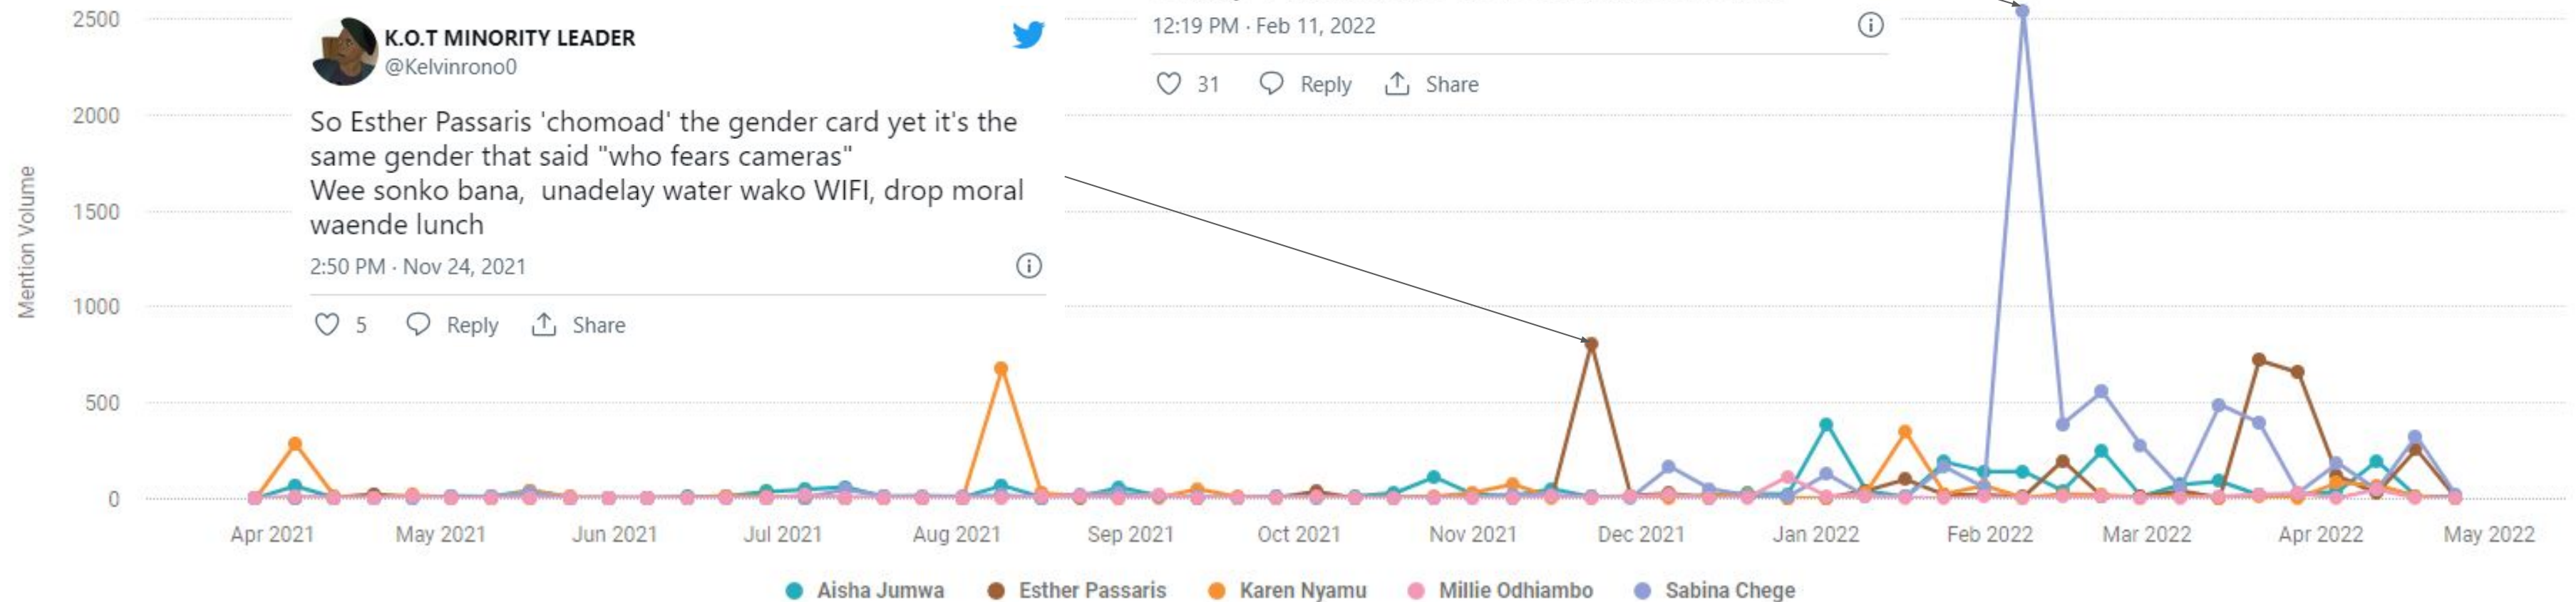 2500
2000
1500
1000
500
0
Mention Volume
K.O.T MINORITY LEADER
@Kelvinrono0
So Esther Passaris 'chomoad' the gender card yet it's the
same gender that said "who fears cameras"
Wee sonko bana, unadelay water wako WIFI, drop moral
waende lunch
2:50 PM · Nov 24, 2021
5 Reply Share
12:19 PM · Feb 11, 2022
31 Reply Share
Apr 2021 May 2021 Jun 2021 Jul 2021 Aug 2021 Sep 2021 Oct 2021 Nov 2021 Dec 2021 Jan 2022 Feb 2022 Mar 2022 Apr 2022 May 2022
Aisha Jumwa Esther Passaris Karen Nyamu Millie Odhiambo Sabina Chege